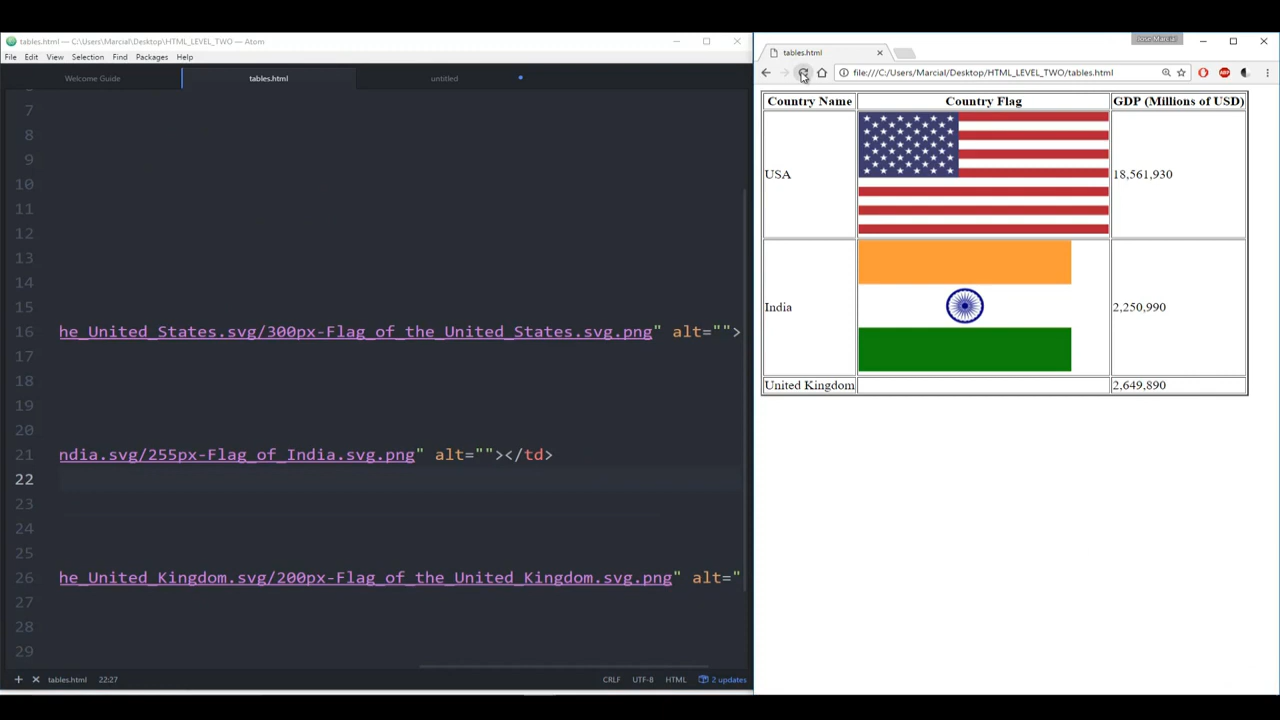 tables.html — C:\Users\Marcial\Desktop\HTML_LEVEL_TWO — Atom
File Edit View Selection Find Packages Help
Welcome Guide
tables.html
untitled
7
8
9
10
11
12
13
14
15
16 he_United_States.svg/300px-Flag_of_the_United_States.svg.png" alt="">
17
18
19
20
21 ndia.svg/255px-Flag_of_India.svg.png" alt=""></td>
22
23
24
25
26 he_United_Kingdom.svg/200px-Flag_of_the_United_Kingdom.svg.png" alt="
27
28
29
+ × tables.html 22:27 CRLF UTF-8 HTML 2 updates
Jose Marcial
tables.html
file:///C:/Users/Marcial/Desktop/HTML_LEVEL_TWO/tables.html
ABP
Country Name Country Flag GDP (Millions of USD)
USA 18,561,930
India 2,250,990
United Kingdom 2,649,890